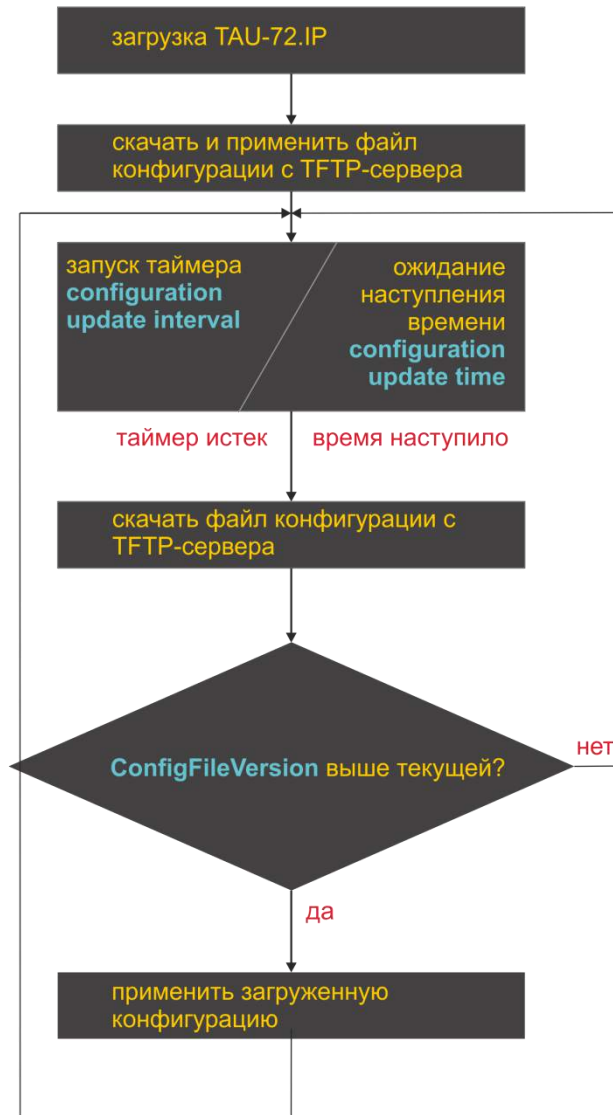 загрузка TAU-72.IP
скачать и применить файл
конфигурации с TFTP-сервера
запуск таймера
configuration
update interval
ожидание
наступления
времени
configuration
update time
таймер истек
время наступило
скачать файл конфигурации с
TFTP-сервера
ConfigFileVersion выше текущей?
нет
да
применить загруженную
конфигурацию